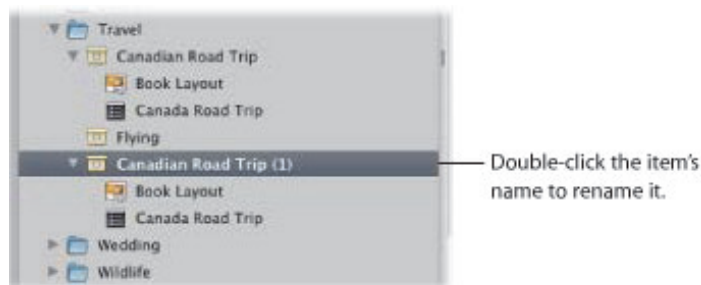 Travel
Canadian Road Trip
Book Layout
Canada Road Trip
Flying
Canadian Road Trip (1)
Double-click the item's
name to rename it.
Book Layout
Canada Road Trip
Wedding
Wildlife